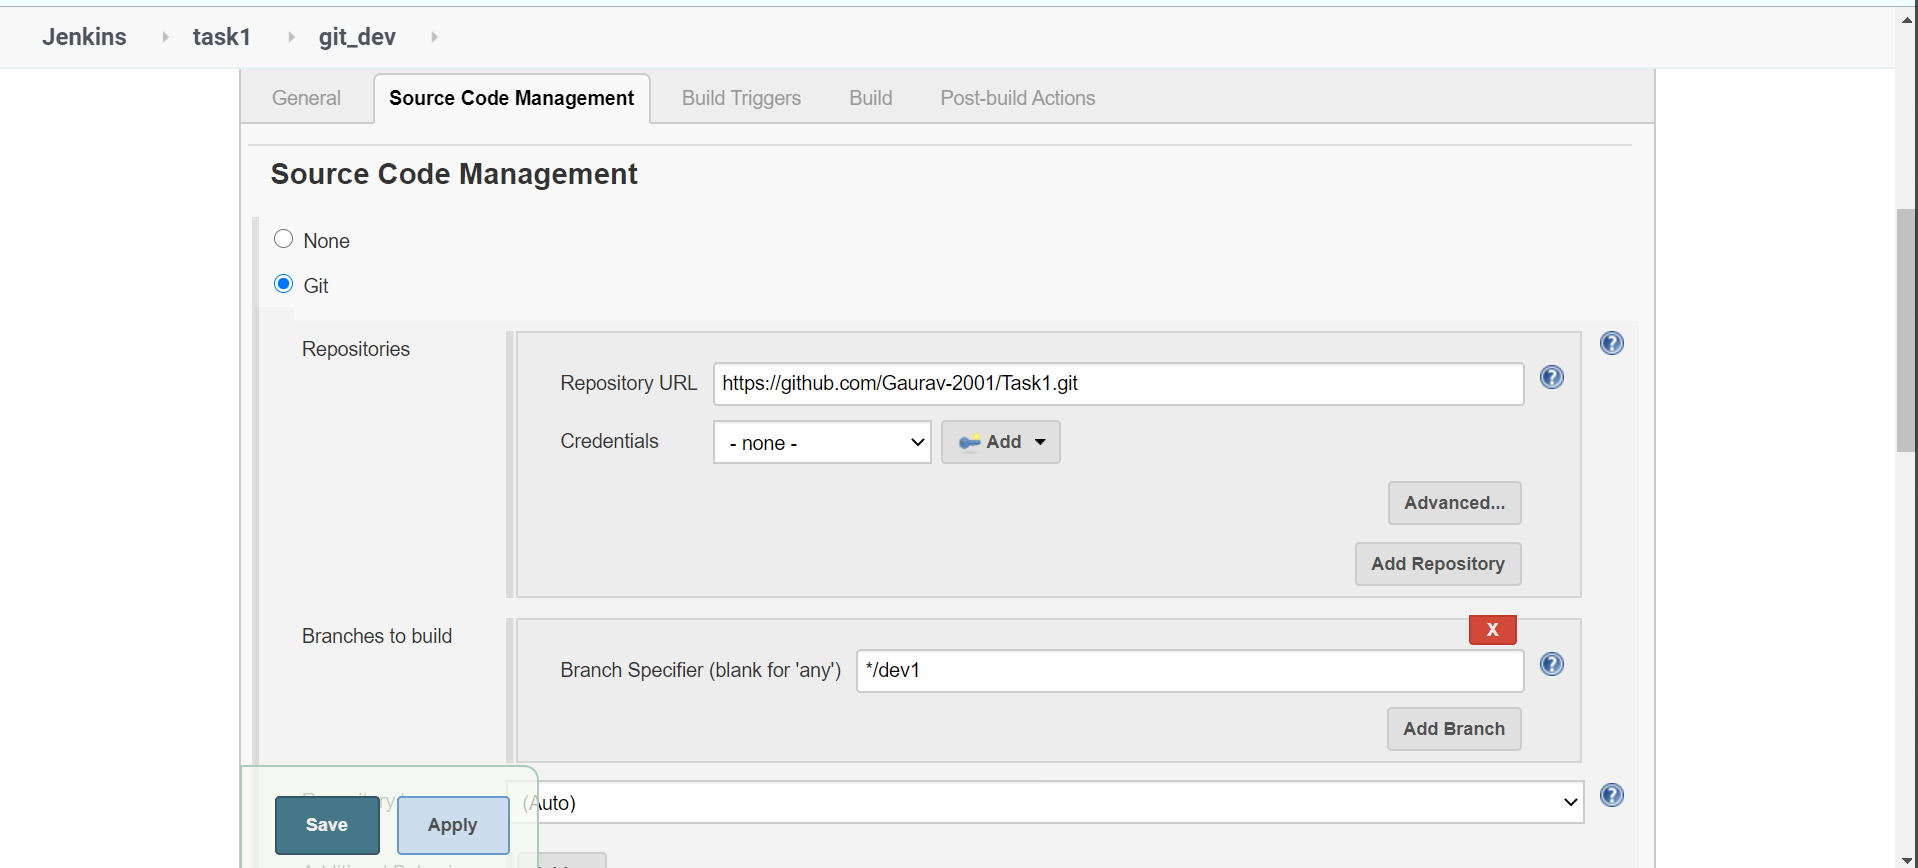 Jenkins task1 git_dev
General Source Code Management Build Triggers Build Post-build Actions
Source Code Management
None
Git
Repositories
Repository URL https://github.com/Gaurav-2001/Task1.git
Credentials - none - Add
Advanced...
Add Repository
Branches to build
X
Branch Specifier (blank for 'any') */dev1
Add Branch
(Auto)
Save Apply